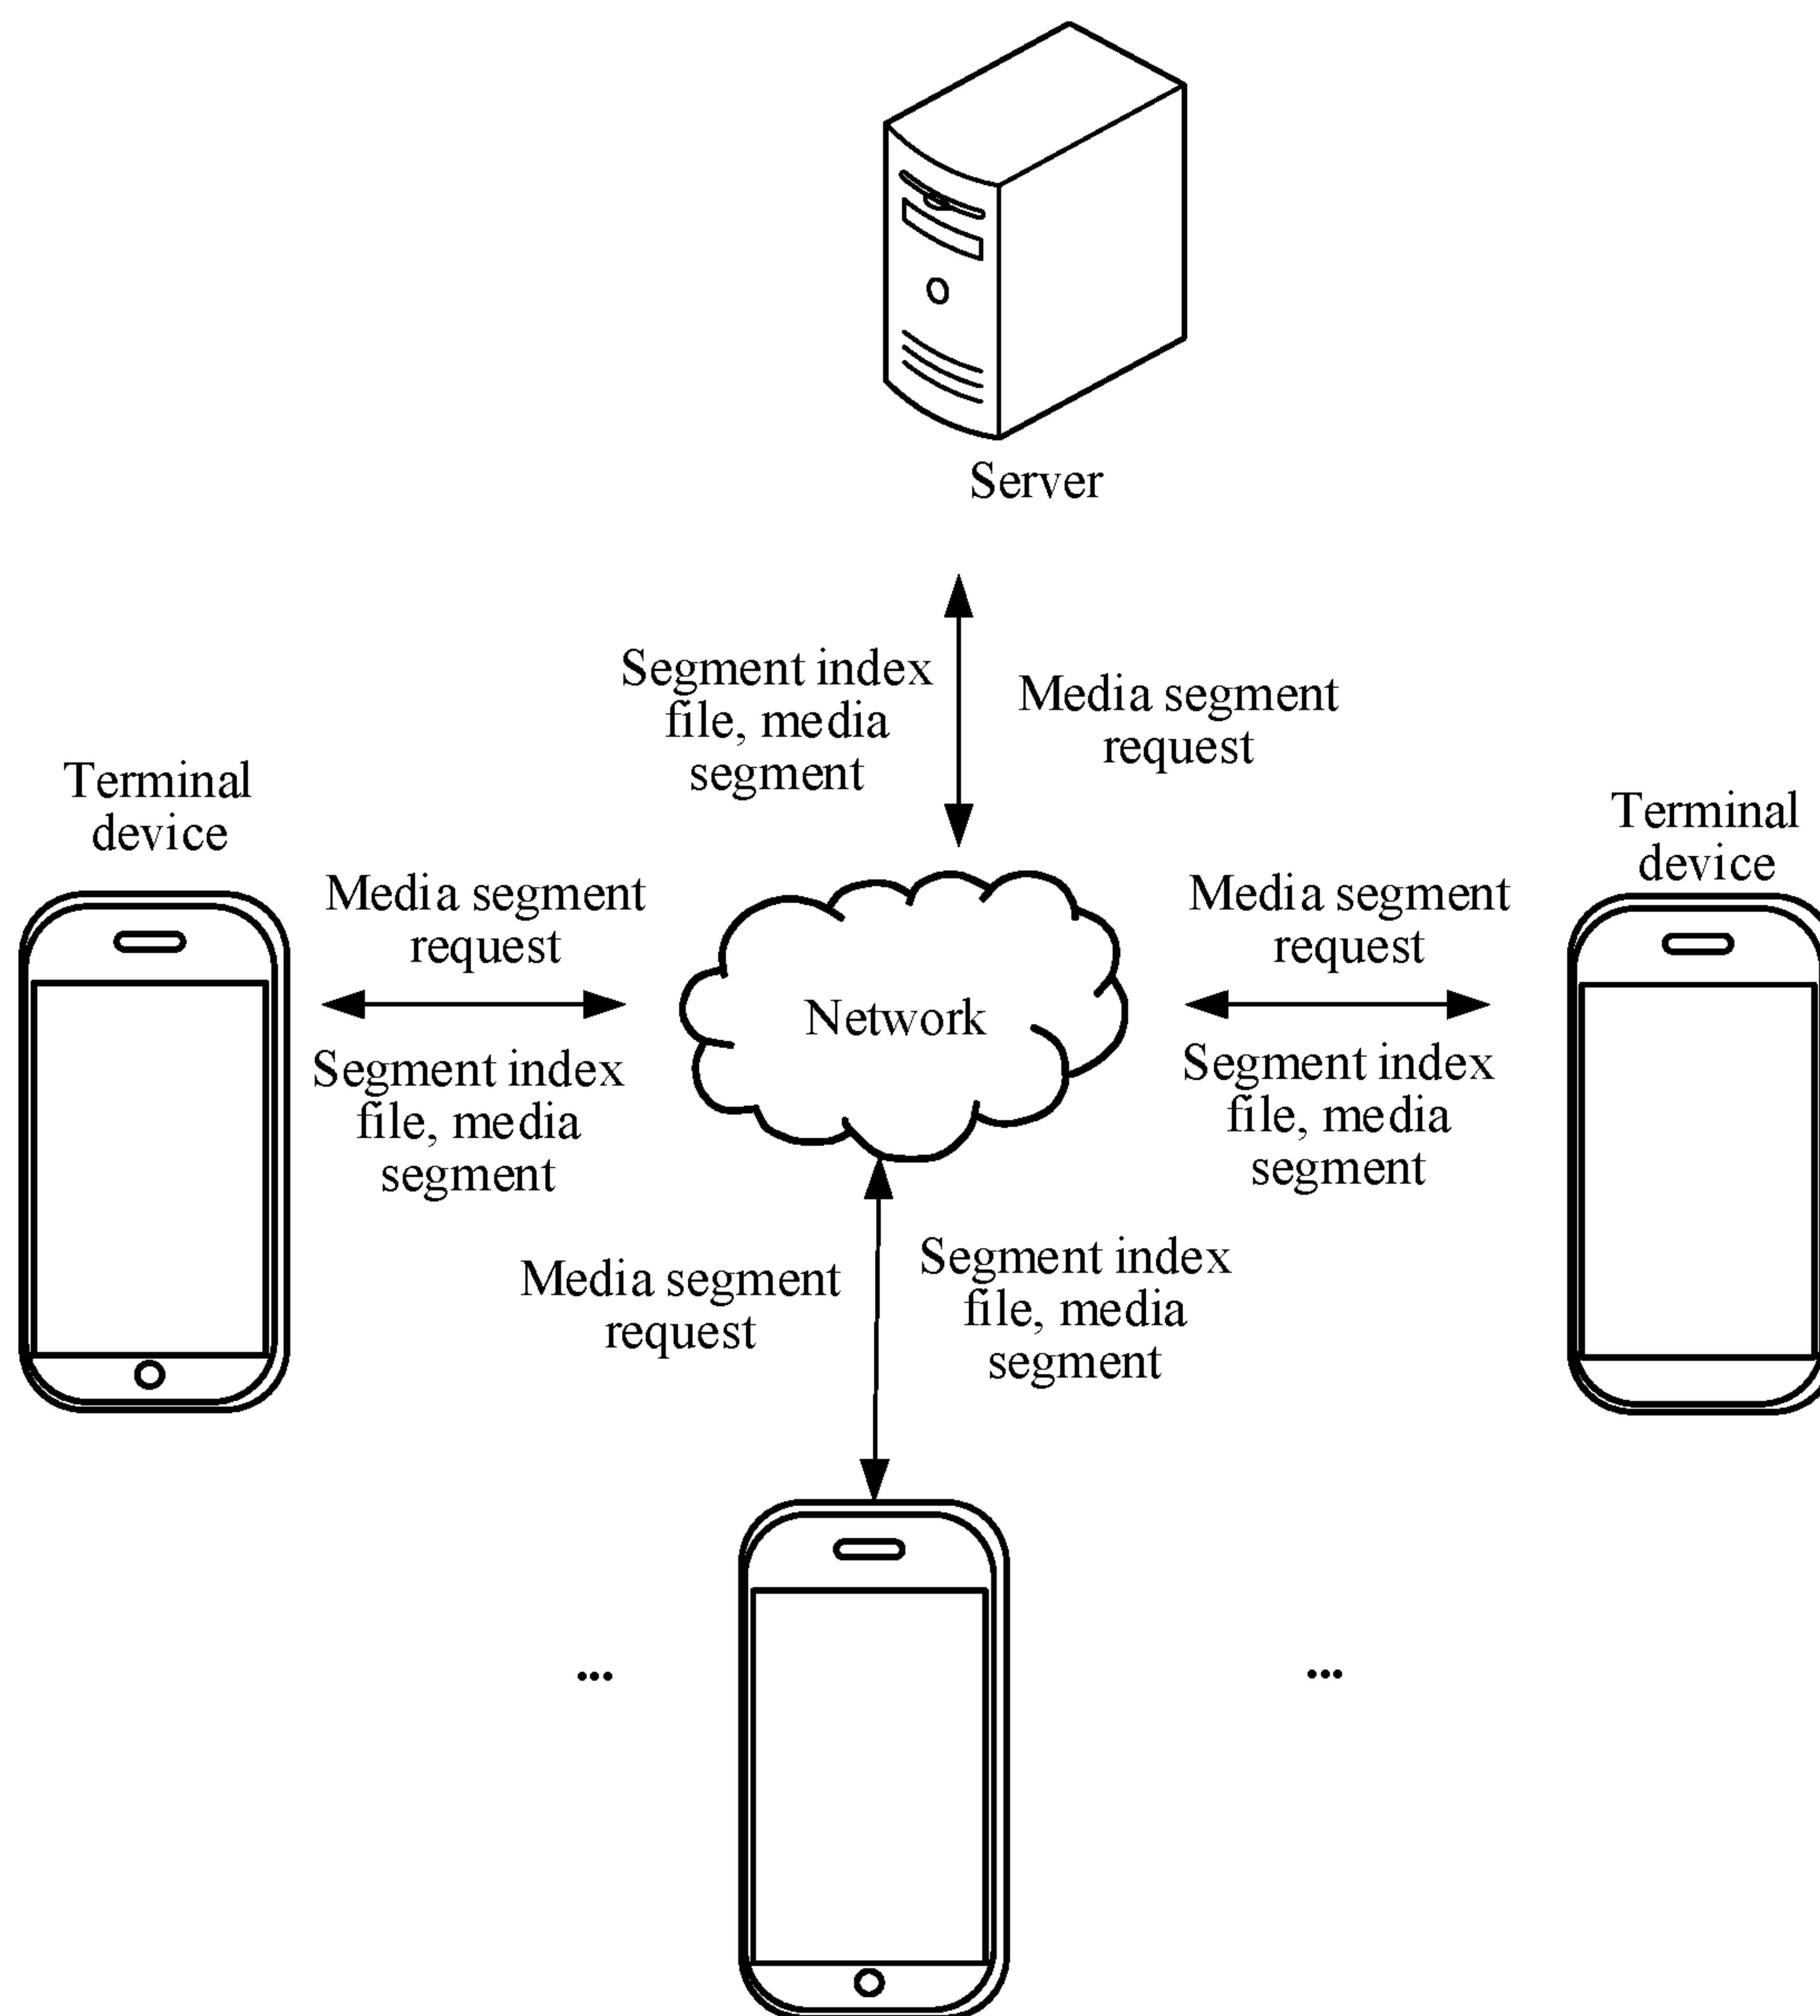 Server
Segment index
file, media
segment
Media segment
request
Terminal
device
Terminal
device
Media segment
request
Media segment
request
Network
Segment index
file, media
segment
Segment index
file, media
segment
Media segment
request
Segment index
file, media
segment
...
...